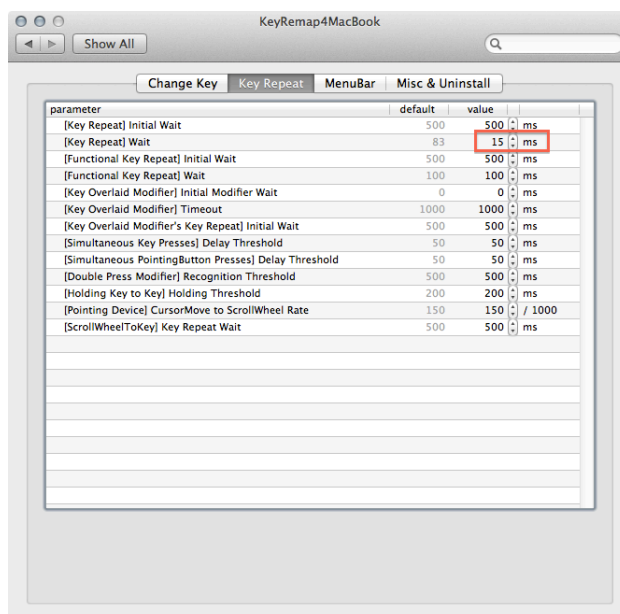 KeyRemap4MacBook
Show All
Change Key Key Repeat MenuBar Misc & Uninstall
parameter default value
[Key Repeat] Initial Wait 500 500 ms
[Key Repeat] Wait 83 15 ms
[Functional Key Repeat] Initial Wait 500 500 ms
[Functional Key Repeat] Wait 100 100 ms
[Key Overlaid Modifier] Initial Modifier Wait 0 0 ms
[Key Overlaid Modifier] Timeout 1000 1000 ms
[Key Overlaid Modifier's Key Repeat] Initial Wait 500 500 ms
[Simultaneous Key Presses] Delay Threshold 50 50 ms
[Simultaneous PointingButton Presses] Delay Threshold 50 50 ms
[Double Press Modifier] Recognition Threshold 500 500 ms
[Holding Key to Key] Holding Threshold 200 200 ms
[Pointing Device] CursorMove to ScrollWheel Rate 150 150 / 1000
[ScrollWheelToKey] Key Repeat Wait 500 500 ms